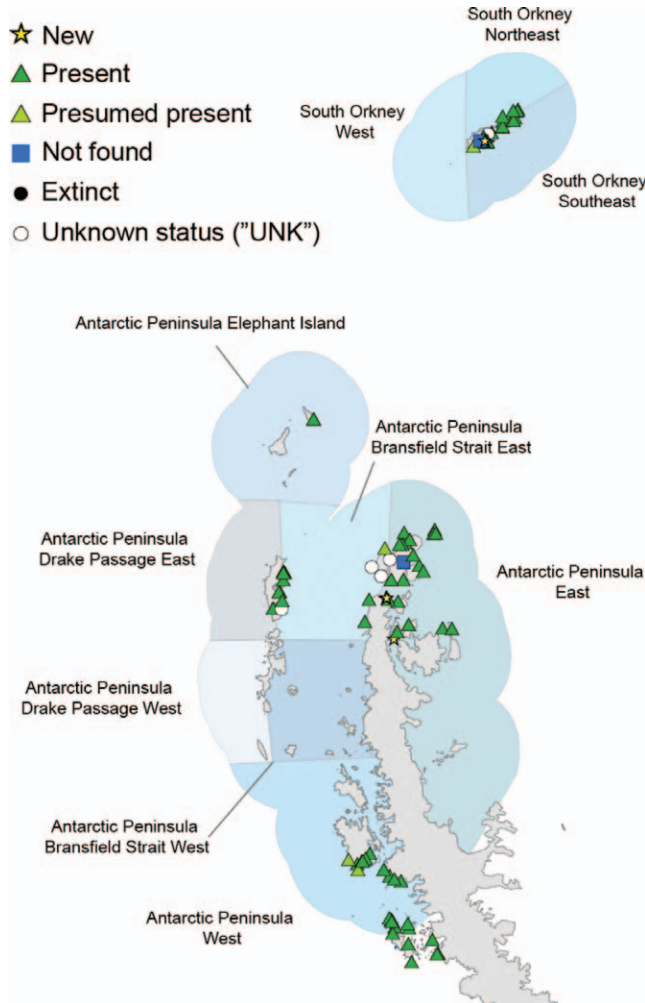 New
Present
Presumed present
Not found
Extinct
Unknown status ("UNK")
South Orkney
Northeast
South Orkney
West
South Orkney
Southeast
Antarctic Peninsula Elephant Island
Antarctic Peninsula
Bransfield Strait East
Antarctic Peninsula
Drake Passage East
Antarctic Peninsula
East
Antarctic Peninsula
Drake Passage West
Antarctic Peninsula
Bransfield Strait West
Antarctic Peninsula
West